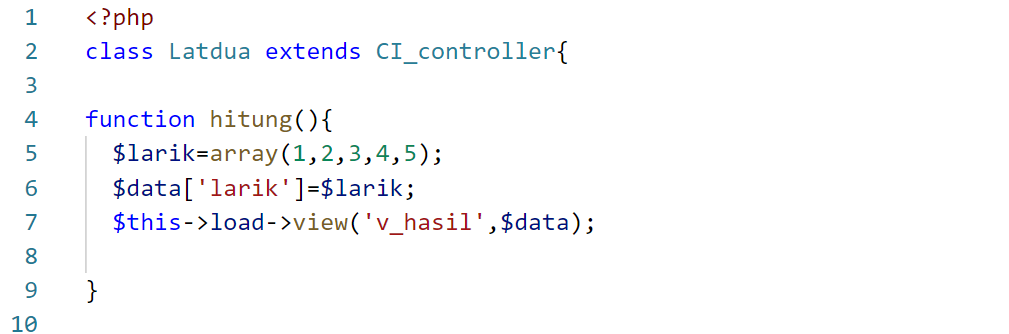 1 <?php
2 class Latdua extends CI_controller{
3
4 function hitung(){
5 $larik=array(1,2,3,4,5);
6 $data['larik']=$larik;
7 $this->load->view('v_hasil',$data);
8
9 }
10